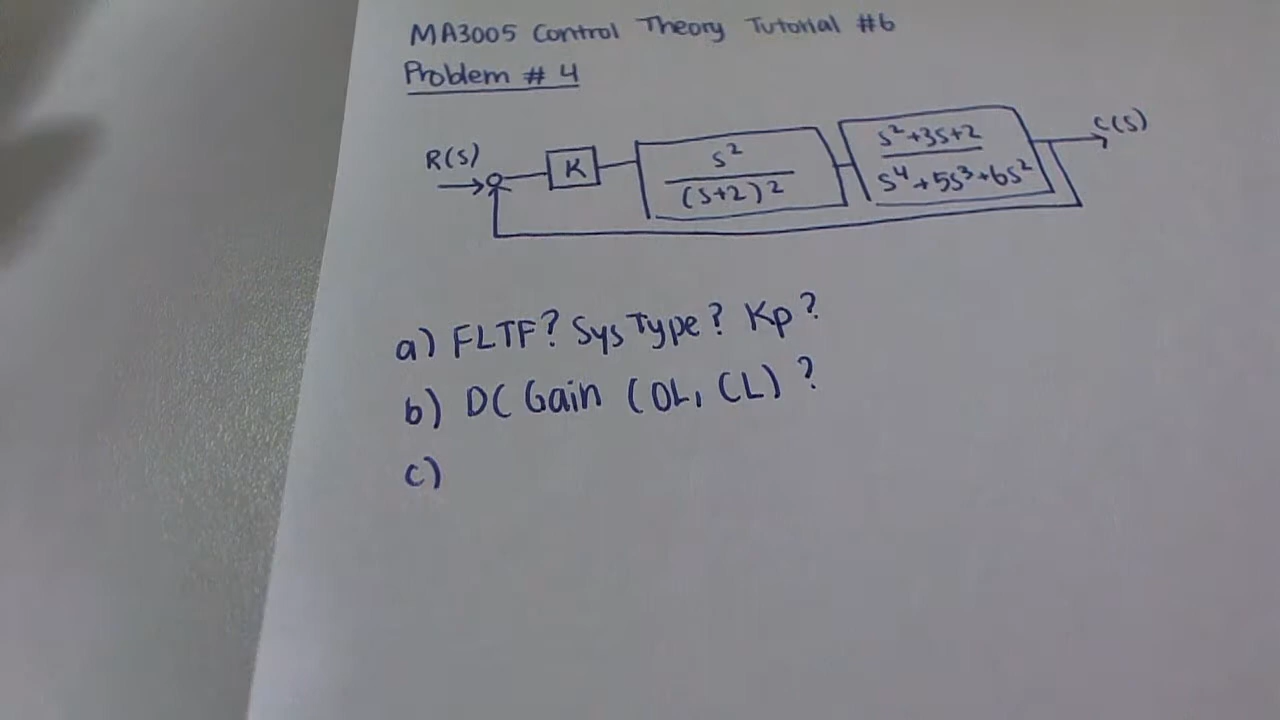 MA3005 Control Theory Tutorial #6
Problem # 4
R(S) K s² / (s+2)² s²+3s+2 / s⁴+5s³+6s² C(S)
a) FLTF? Sys Type? Kp?
b) DC Gain (OL, CL)?
c)